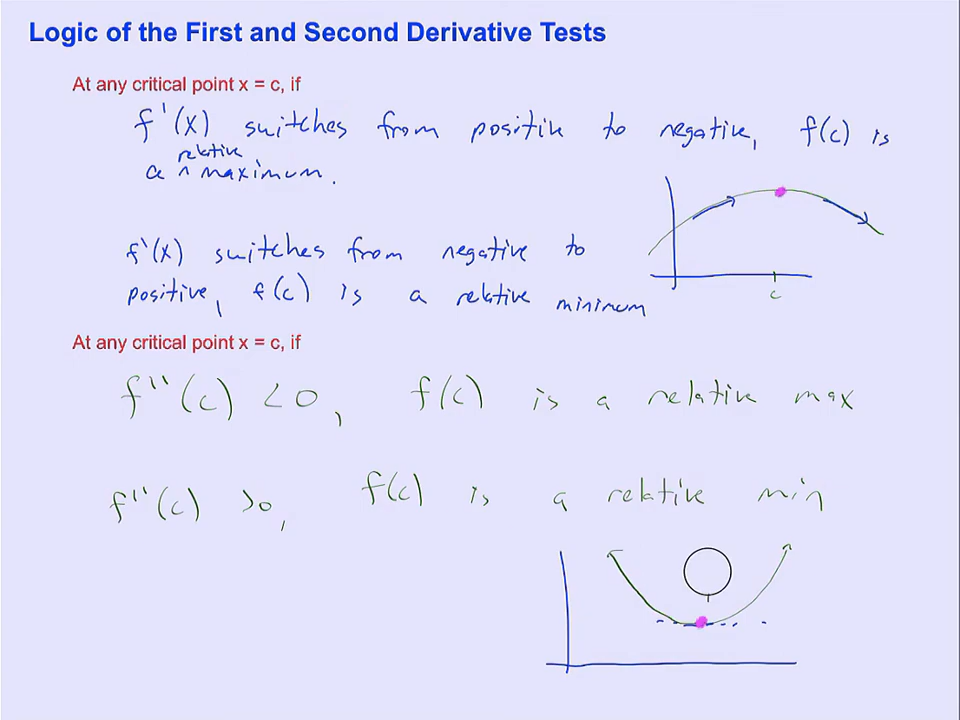 Logic of the First and Second Derivative Tests
At any critical point x = c, if
f'(x) switches from positive to negative, f(c) is
a ^ relative maximum.
f'(x) switches from negative to
positive, f(c) is a relative minimum
c
At any critical point x = c, if
f''(c) <0, f(c) is a relative max
f''(c) >0, f(c) is a relative min